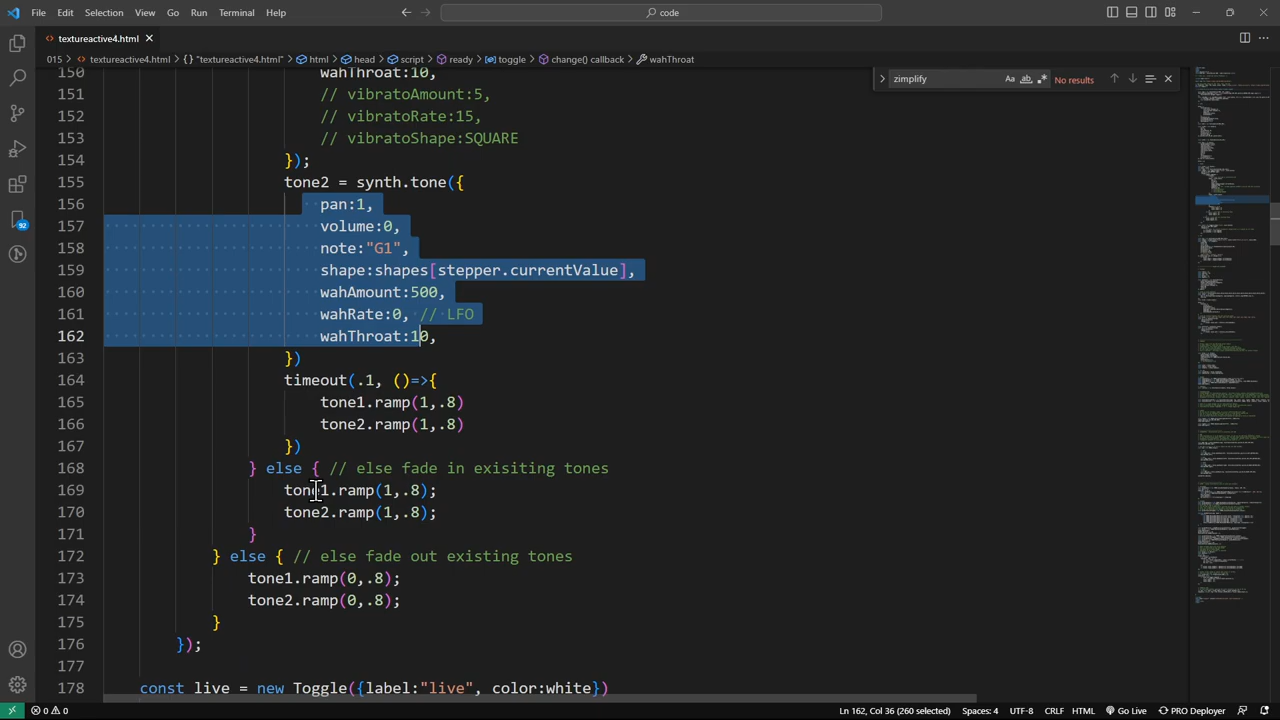 File Edit Selection View Go Run Terminal Help
code
textureactive4.html
015 textureactive4.html "textureactive4.html" html head script ready toggle change() callback wahThroat
zimplify Aa ab No results
150 wahThroat:10,
151 // vibratoAmount:5,
152 // vibratoRate:15,
153 // vibratoShape:SQUARE
154 });
155 tone2 = synth.tone({
156 pan:1,
157 volume:0,
158 note:"G1",
159 shape:shapes[stepper.currentValue],
160 wahAmount:500,
161 wahRate:0, // LFO
162 wahThroat:10,
163 })
164 timeout(.1, ()=>{
165 tone1.ramp(1,.8)
166 tone2.ramp(1,.8)
167 })
168 } else { // else fade in exisiting tones
169 tone1.ramp(1,.8);
170 tone2.ramp(1,.8);
171 }
172 } else { // else fade out existing tones
173 tone1.ramp(0,.8);
174 tone2.ramp(0,.8);
175 }
176 });
177
178 const live = new Toggle({label:"live", color:white})
92
0 0 Ln 162, Col 36 (260 selected) Spaces: 4 UTF-8 CRLF HTML Go Live PRO Deployer